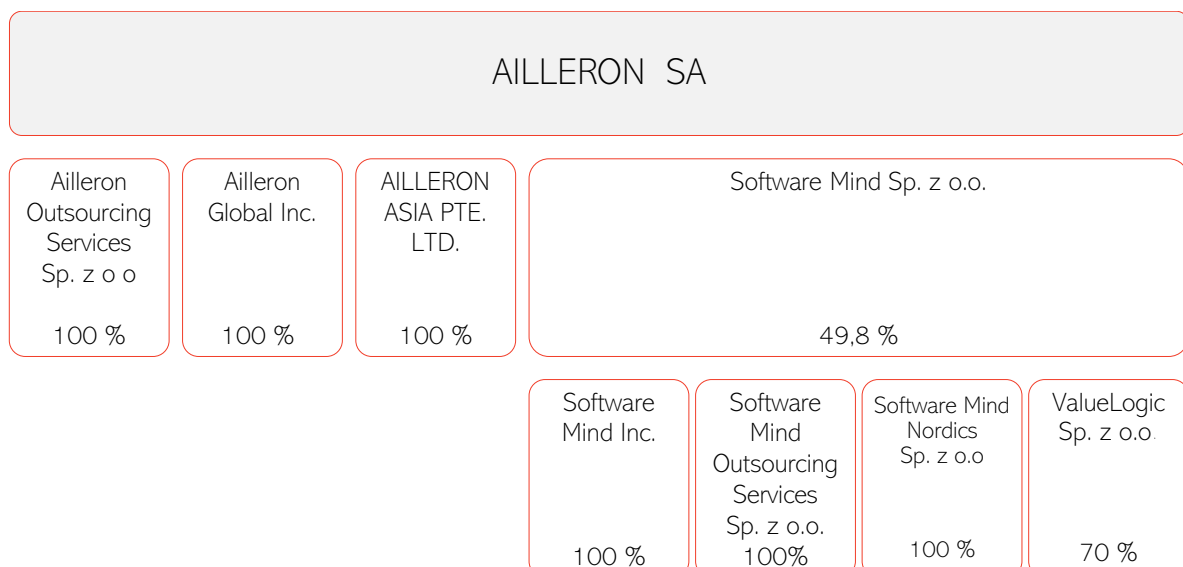 AILLERON SA
Ailleron
Outsourcing
Services
Sp. z o o
100 %
Ailleron
Global Inc.
100 %
AILLERON
ASIA PTE.
LTD.
100 %
Software Mind Sp. z o.o.
49,8 %
Software
Mind Inc.
100 %
Software
Mind
Outsourcing
Services
Sp. z o.o.
100%
Software Mind
Nordics
Sp. z o.o
100 %
ValueLogic
Sp. z o.o.
70 %